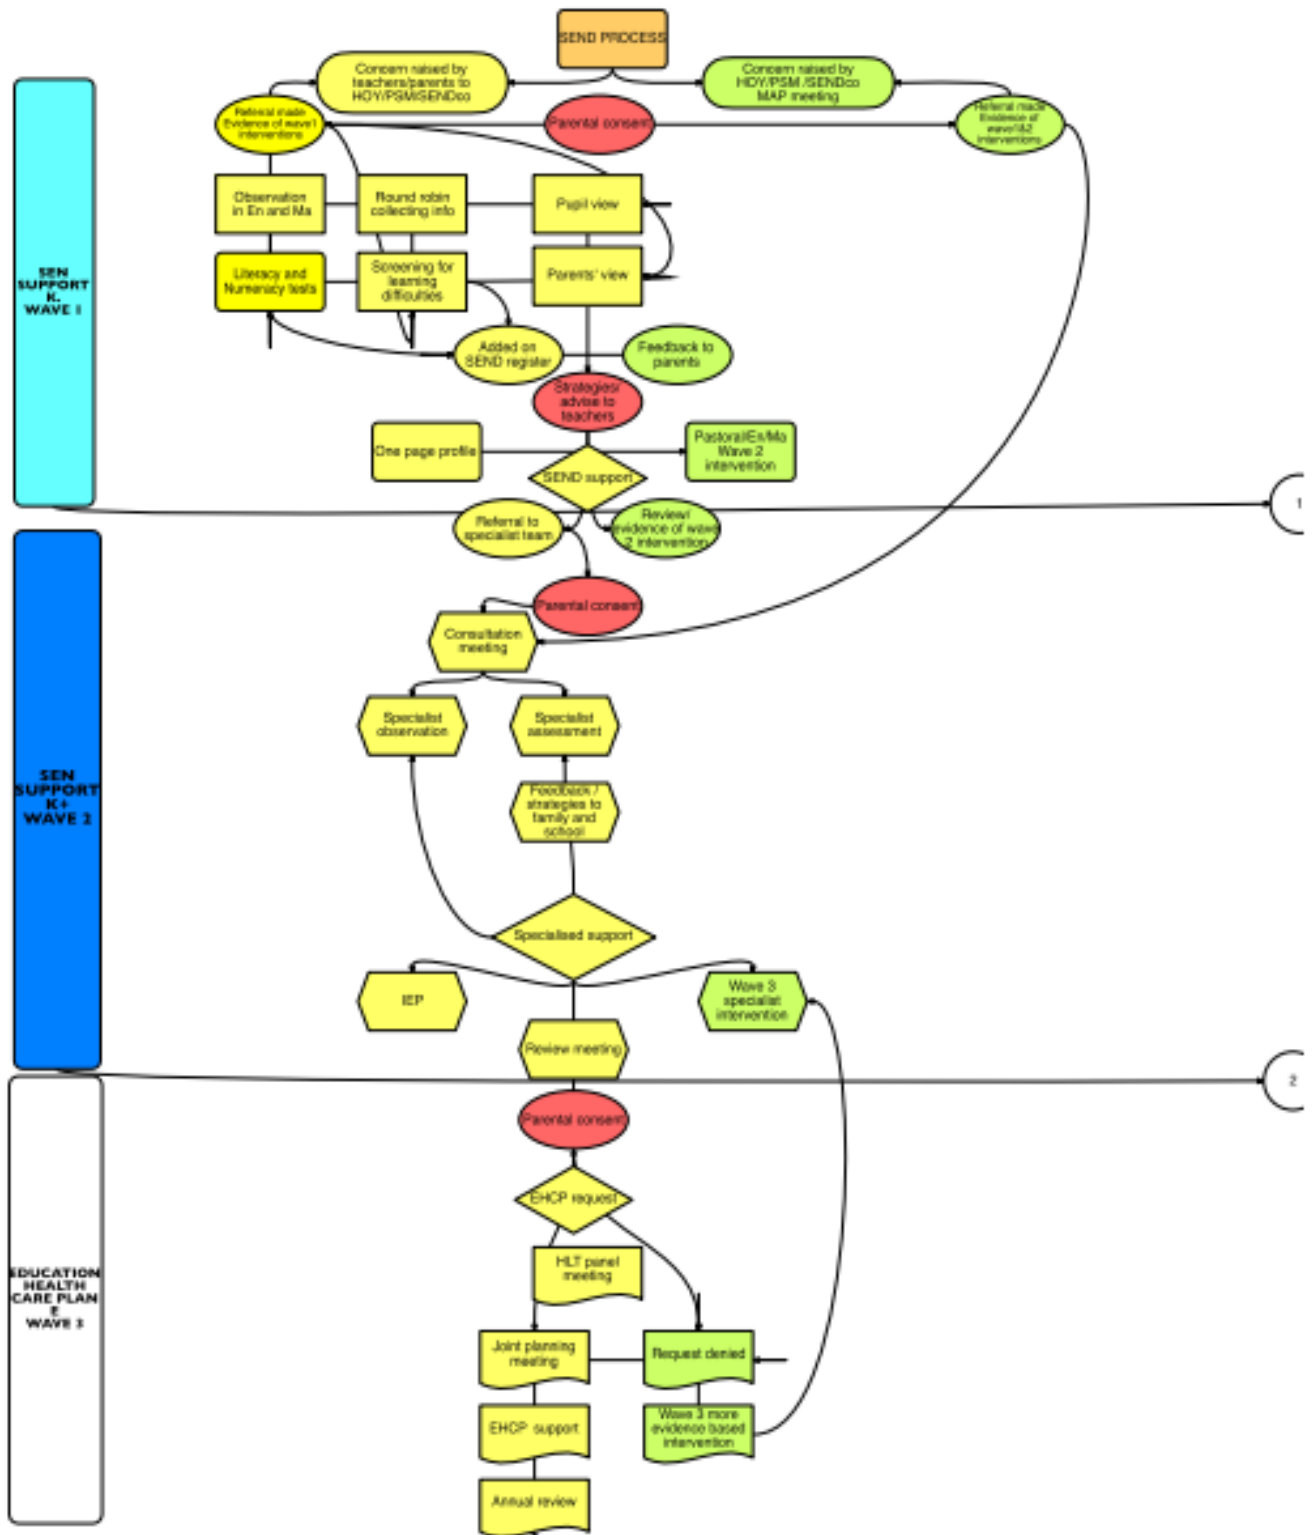 SEND PROCESS
Concern raised by
teachers/parents to
HOY/PSM/SENDco
Concern raised by
HOY/PSM /SENDco
MAP meeting
Referral made
Evidence of wave1
interventions
Parental consent
Referral made
Evidence of
wave1&2
interventions
Observation
in En and Ma
Round robin
collecting info
Pupil view
Literacy and
Numeracy tests
Screening for
learning
difficulties
Parents' view
SEN
SUPPORT
K.
WAVE 1
Added on
SEND register
Feedback to
parents
Strategies/
advise to
teachers
One page profile
Pastoral/En/Ma
Wave 2
intervention
SEND support
1
Referral to
specialist team
Review/
evidence of wave
2 intervention
Parental consent
Consultation
meeting
Specialist
observation
Specialist
assessment
SEN
SUPPORT
K+
WAVE 2
Feedback /
strategies to
family and
school
Specialised support
IEP
Wave 3
specialist
intervention
Review meeting
2
Parental consent
EHCP request
EDUCATION
HEALTH
CARE PLAN
E
WAVE 3
HLT panel
meeting
Joint planning
meeting
Request denied
EHCP support
Wave 3 more
evidence based
intervention
Annual review